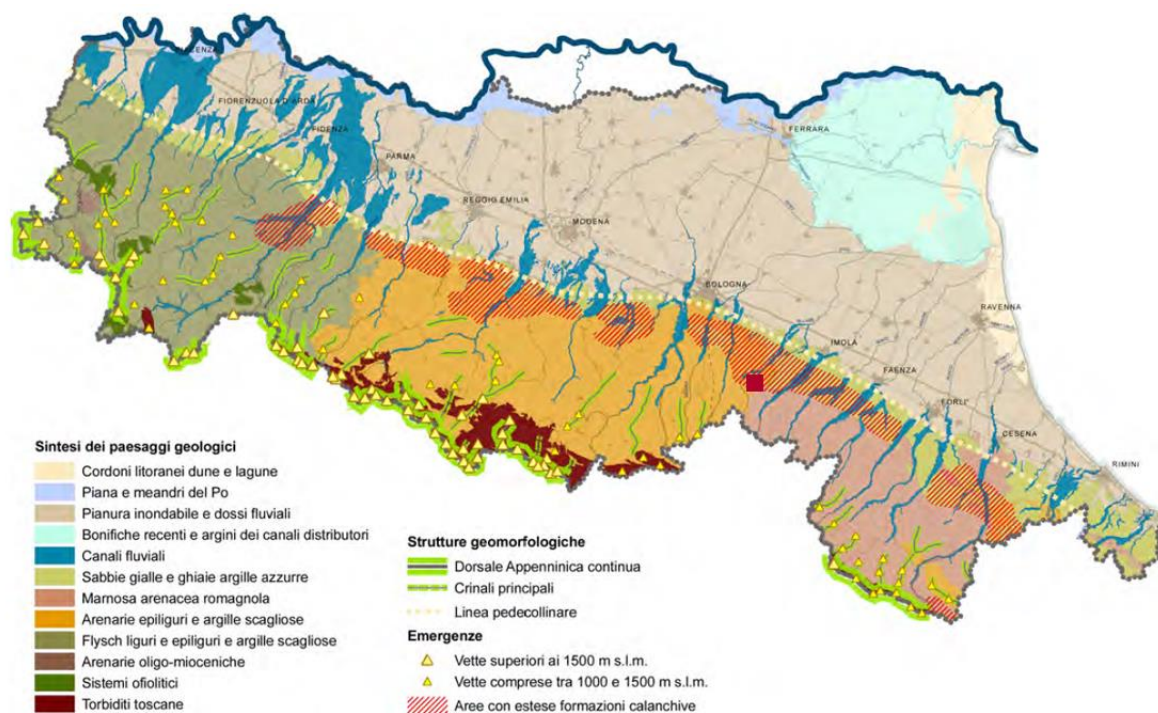 PIACENZA
FIORENZUOLA D'ARDA
FIDENZA
PARMA
REGGIO EMILIA
MODENA
BOLOGNA
FERRARA
RAVENNA
IMOLA
FAENZA
FORLI'
CESENA
RIMINI
Sintesi dei paesaggi geologici
Cordoni litoranei dune e lagune
Piana e meandri del Po
Pianura inondabile e dossi fluviali
Bonifiche recenti e argini dei canali distributori
Canali fluviali
Sabbie gialle e ghiaie argille azzurre
Marnosa arenacea romagnola
Arenarie epiliguri e argille scagliose
Flysch liguri e epiliguri e argille scagliose
Arenarie oligo-mioceniche
Sistemi ofiolitici
Torbiditi toscane
Strutture geomorfologiche
Dorsale Appenninica continua
Crinali principali
Linea pedecollinare
Emergenze
Vette superiori ai 1500 m s.l.m.
Vette comprese tra 1000 e 1500 m s.l.m.
Aree con estese formazioni calanchive